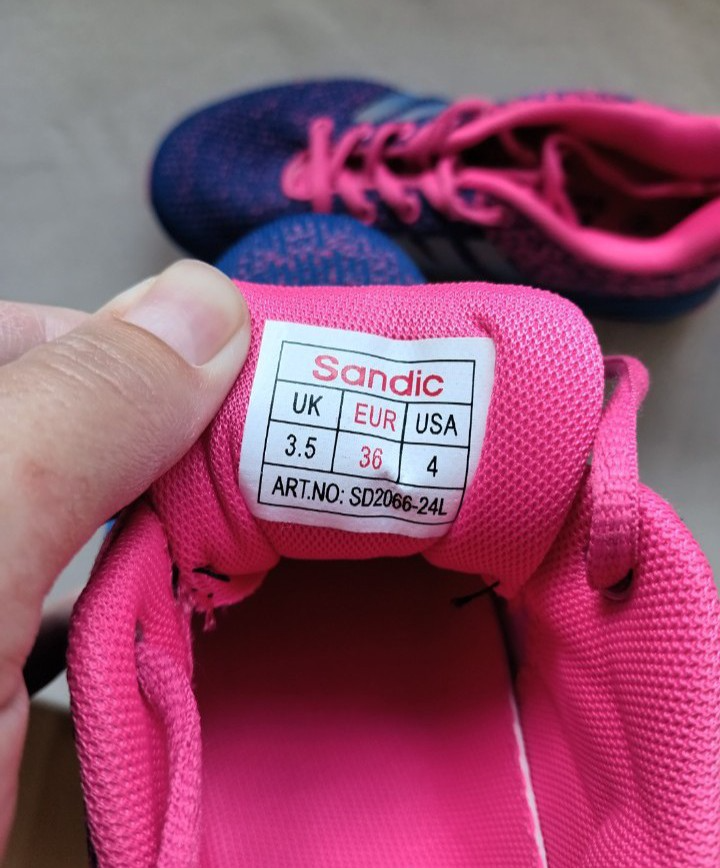 Sandic
UK EUR USA
3.5 36 4
ART.NO: SD2066-24L